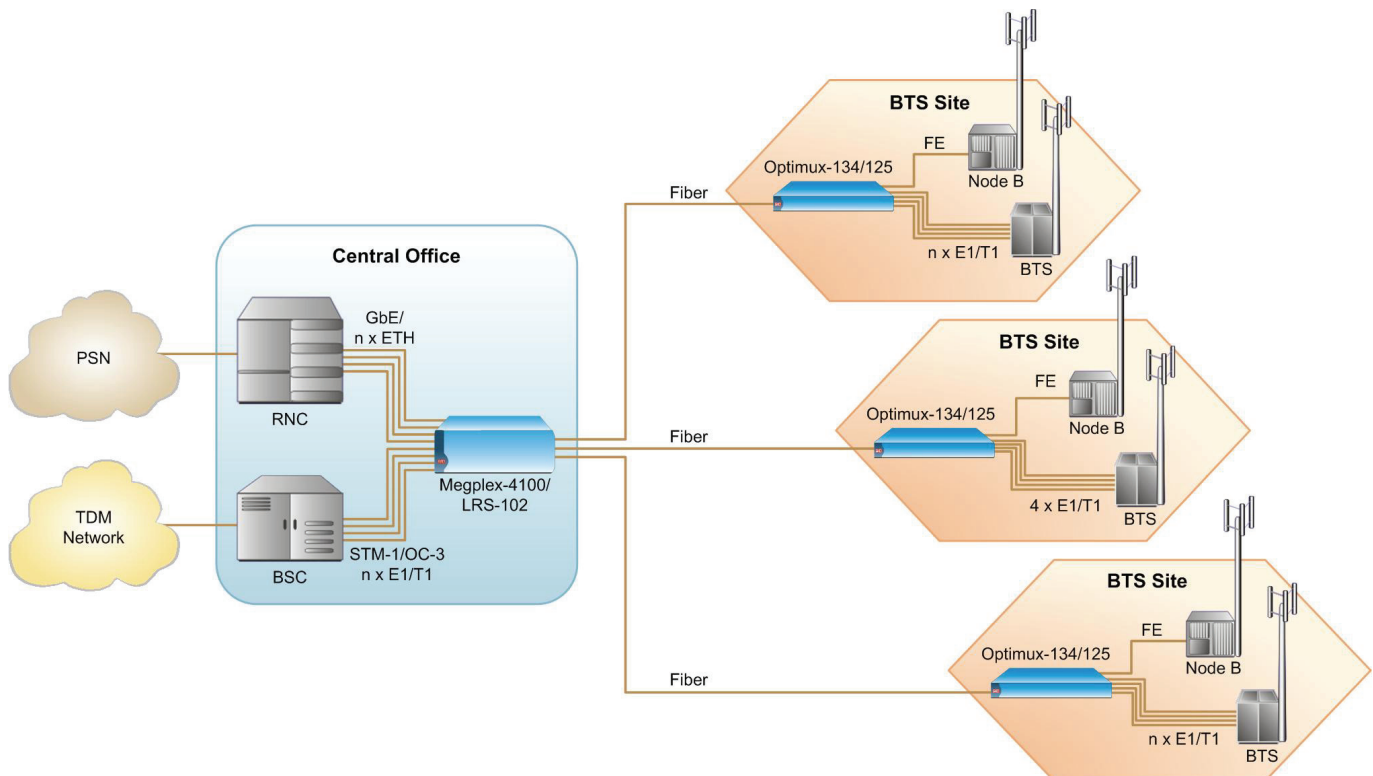 PSN
TDM
Network
Central Office
RNC
GbE/
n x ETH
BSC
STM-1/OC-3
n x E1/T1
Megplex-4100/
LRS-102
Fiber
BTS Site
Optimux-134/125
FE
Node B
n x E1/T1
BTS
Fiber
BTS Site
Optimux-134/125
FE
Node B
4 x E1/T1
BTS
Fiber
BTS Site
Optimux-134/125
FE
Node B
n x E1/T1
BTS